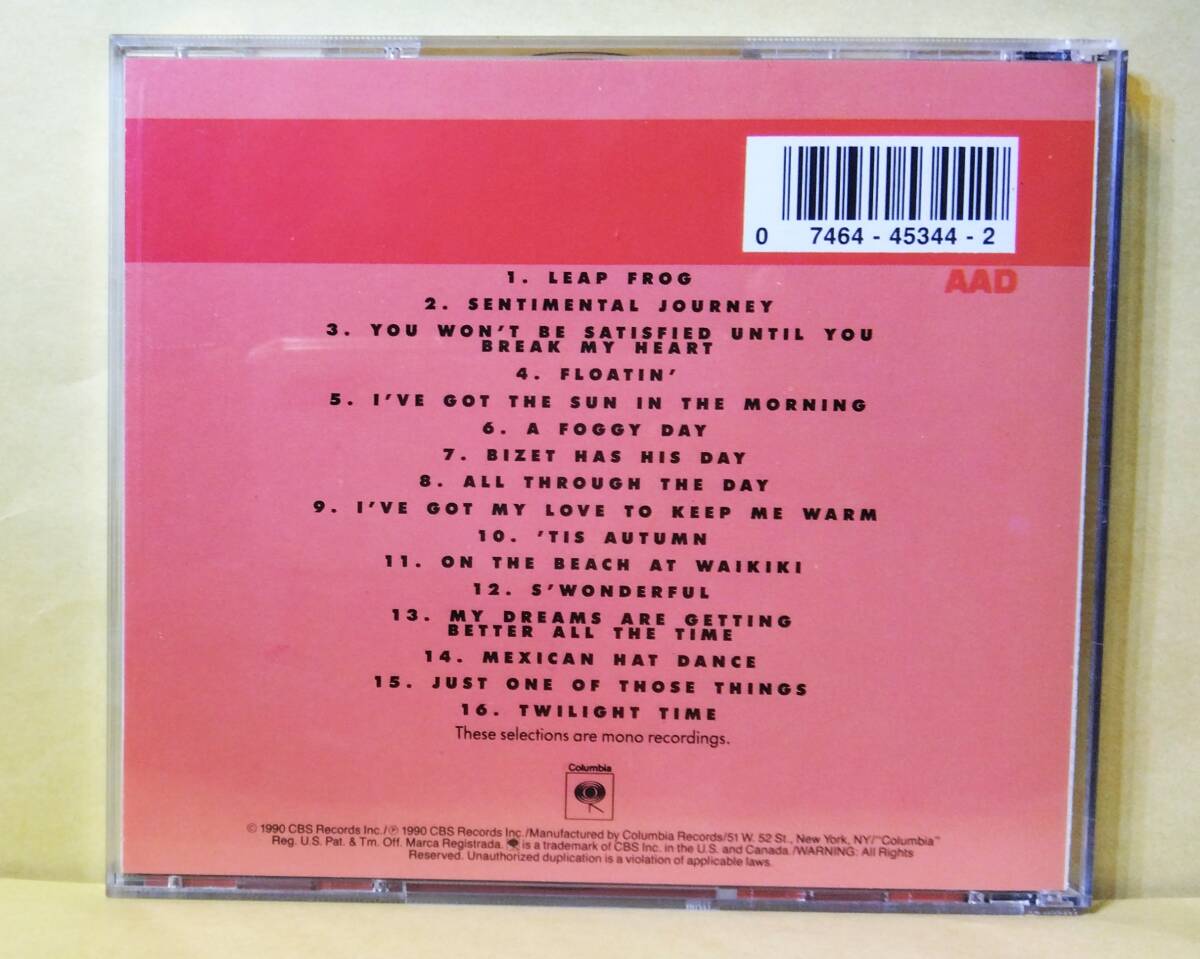 0 7464 - 45344 - 2
AAD
1. LEAP FROG
2. SENTIMENTAL JOURNEY
3. YOU WON'T BE SATISFIED UNTIL YOU
BREAK MY HEART
4. FLOATIN'
5. I'VE GOT THE SUN IN THE MORNING
6. A FOGGY DAY
7. BIZET HAS HIS DAY
8. ALL THROUGH THE DAY
9. I'VE GOT MY LOVE TO KEEP ME WARM
10. 'TIS AUTUMN
11. ON THE BEACH AT WAIKIKI
12. S'WONDERFUL
13. MY DREAMS ARE GETTING
BETTER ALL THE TIME
14. MEXICAN HAT DANCE
15. JUST ONE OF THOSE THINGS
16. TWILIGHT TIME
These selections are mono recordings.
Columbia
© 1990 CBS Records Inc./℗ 1990 CBS Records Inc./Manufactured by Columbia Records/51 W. 52 St., New York, NY/"Columbia"
Reg. U.S. Pat. & Tm. Off. Marca Registrada. is a trademark of CBS Inc. in the U.S. and Canada./WARNING: All Rights
Reserved. Unauthorized duplication is a violation of applicable laws.